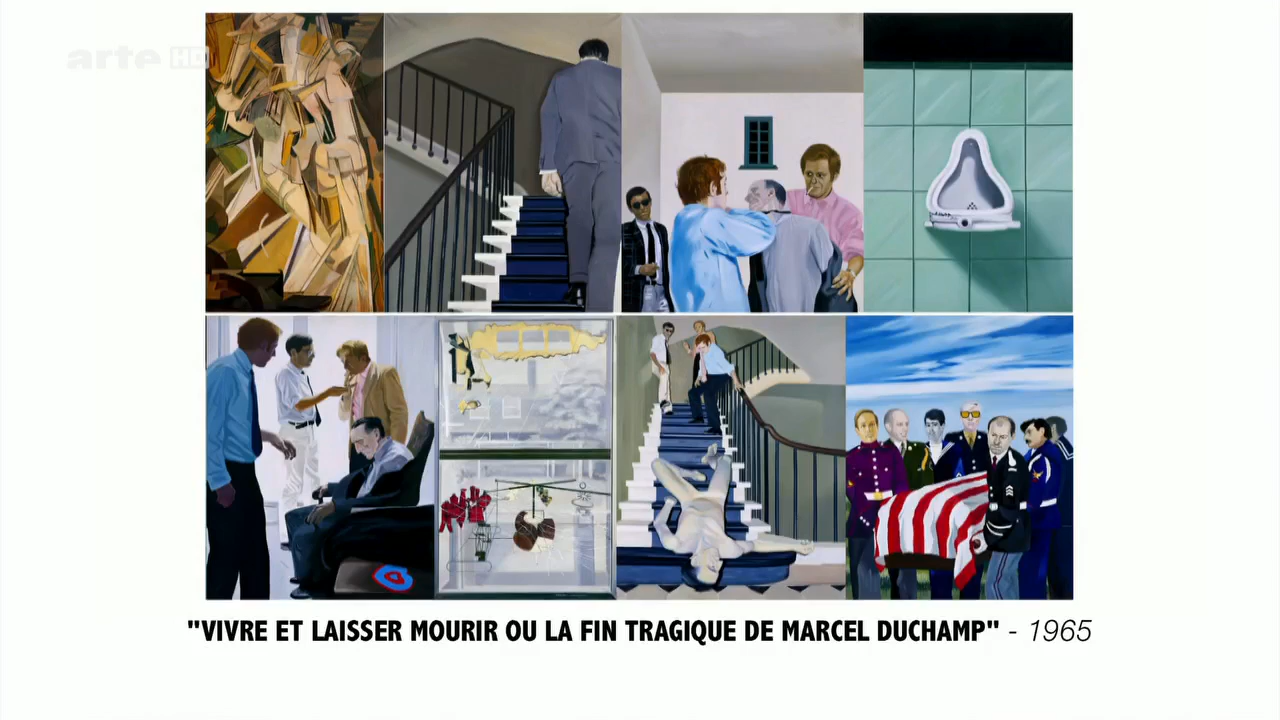 arte HD
"VIVRE ET LAISSER MOURIR OU LA FIN TRAGIQUE DE MARCEL DUCHAMP" - 1965